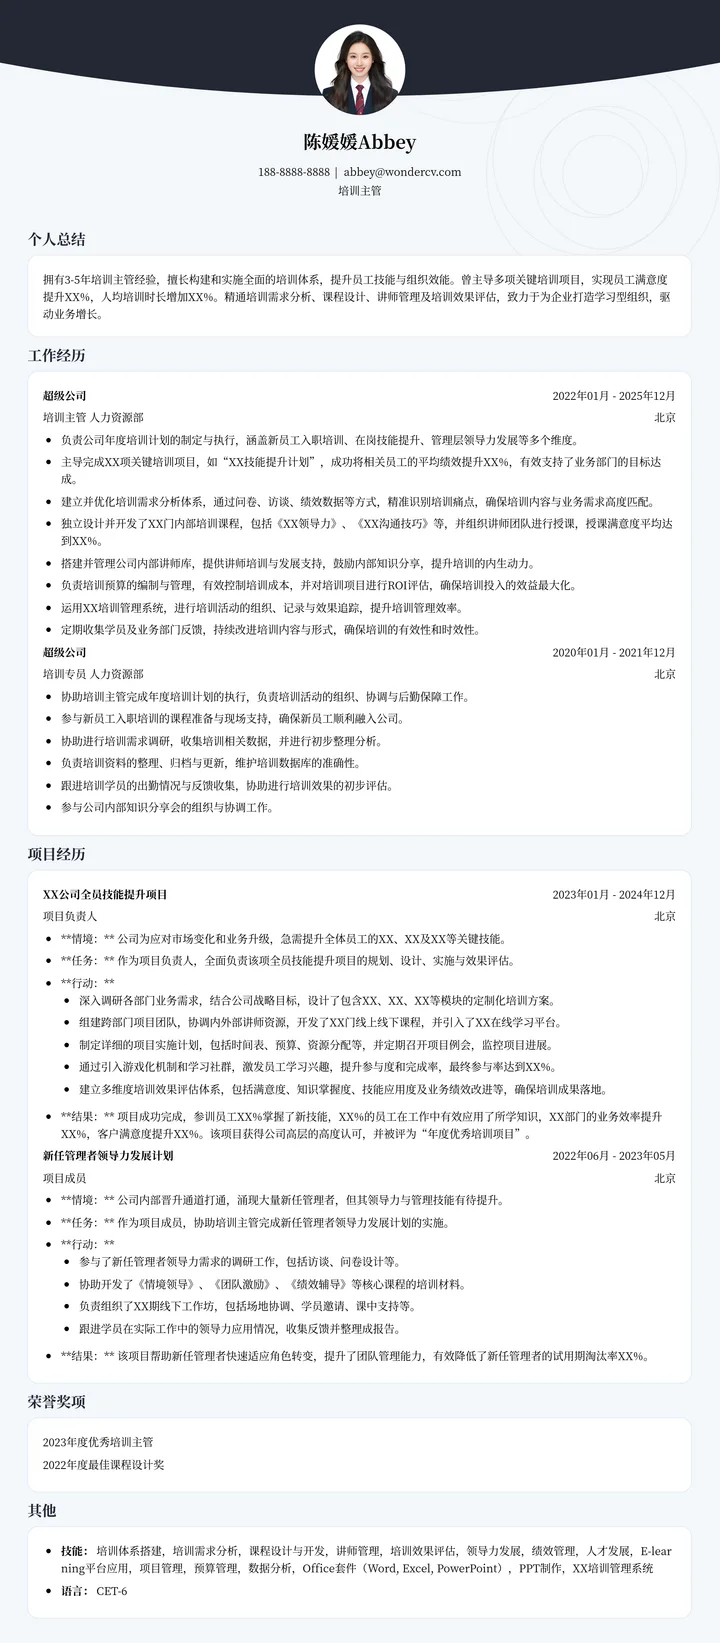 陈媛媛Abbey
188-8888-8888 | abbey@wondercv.com
培训主管
个人总结
拥有3-5年培训主管经验，擅长构建和实施全面的培训体系，提升员工技能与组织效能。曾主导多项关键培训项目，实现员工满意度
提升XX%，人均培训时长增加XX%。精通培训需求分析、课程设计、讲师管理及培训效果评估，致力于为企业打造学习型组织，驱
动业务增长。
工作经历
超级公司 2022年01月 - 2025年12月
培训主管 人力资源部 北京
• 负责公司年度培训计划的制定与执行，涵盖新员工入职培训、在岗技能提升、管理层领导力发展等多个维度。
• 主导完成XX项关键培训项目，如“XX技能提升计划”，成功将相关员工的平均绩效提升XX%，有效支持了业务部门的目标达
成。
• 建立并优化培训需求分析体系，通过问卷、访谈、绩效数据等方式，精准识别培训痛点，确保培训内容与业务需求高度匹配。
• 独立设计并开发了XX门内部培训课程，包括《XX领导力》、《XX沟通技巧》等，并组织讲师团队进行授课，授课满意度平均达
到XX%。
• 搭建并管理公司内部讲师库，提供讲师培训与发展支持，鼓励内部知识分享，提升培训的内生动力。
• 负责培训预算的编制与管理，有效控制培训成本，并对培训项目进行ROI评估，确保培训投入的效益最大化。
• 运用XX培训管理系统，进行培训活动的组织、记录与效果追踪，提升培训管理效率。
• 定期收集学员及业务部门反馈，持续改进培训内容与形式，确保培训的有效性和时效性。
超级公司 2020年01月 - 2021年12月
培训专员 人力资源部 北京
• 协助培训主管完成年度培训计划的执行，负责培训活动的组织、协调与后勤保障工作。
• 参与新员工入职培训的课程准备与现场支持，确保新员工顺利融入公司。
• 协助进行培训需求调研，收集培训相关数据，并进行初步整理分析。
• 负责培训资料的整理、归档与更新，维护培训数据库的准确性。
• 跟进培训学员的出勤情况与反馈收集，协助进行培训效果的初步评估。
• 参与公司内部知识分享会的组织与协调工作。
项目经历
XX公司全员技能提升项目 2023年01月 - 2024年12月
项目负责人 北京
• **情境：** 公司为应对市场变化和业务升级，急需提升全体员工的XX、XX及XX等关键技能。
• **任务：** 作为项目负责人，全面负责该项全员技能提升项目的规划、设计、实施与效果评估。
• **行动：**
• 深入调研各部门业务需求，结合公司战略目标，设计了包含XX、XX、XX等模块的定制化培训方案。
• 组建跨部门项目团队，协调内外部讲师资源，开发了XX门线上线下课程，并引入了XX在线学习平台。
• 制定详细的项目实施计划，包括时间表、预算、资源分配等，并定期召开项目例会，监控项目进展。
• 通过引入游戏化机制和学习社群，激发员工学习兴趣，提升参与度和完成率，最终参与率达到XX%。
• 建立多维度培训效果评估体系，包括满意度、知识掌握度、技能应用度及业务绩效改进等，确保培训成果落地。
• **结果：** 项目成功完成，参训员工XX%掌握了新技能，XX%的员工在工作中有效应用了所学知识，XX部门的业务效率提升
XX%，客户满意度提升XX%。该项目获得公司高层的高度认可，并被评为“年度优秀培训项目”。
新任管理者领导力发展计划 2022年06月 - 2023年05月
项目成员 北京
• **情境：** 公司内部晋升通道打通，涌现大量新任管理者，但其领导力与管理技能有待提升。
• **任务：** 作为项目成员，协助培训主管完成新任管理者领导力发展计划的实施。
• **行动：**
• 参与了新任管理者领导力需求的调研工作，包括访谈、问卷设计等。
• 协助开发了《情境领导》、《团队激励》、《绩效辅导》等核心课程的培训材料。
• 负责组织了XX期线下工作坊，包括场地协调、学员邀请、课中支持等。
• 跟进学员在实际工作中的领导力应用情况，收集反馈并整理成报告。
• **结果：** 该项目帮助新任管理者快速适应角色转变，提升了团队管理能力，有效降低了新任管理者的试用期淘汰率XX%。
荣誉奖项
2023年度优秀培训主管
2022年度最佳课程设计奖
其他
• 技能： 培训体系搭建，培训需求分析，课程设计与开发，讲师管理，培训效果评估，领导力发展，绩效管理，人才发展，E-lear
ning平台应用，项目管理，预算管理，数据分析，Office套件（Word, Excel, PowerPoint）, PPT制作，XX培训管理系统
• 语言： CET-6